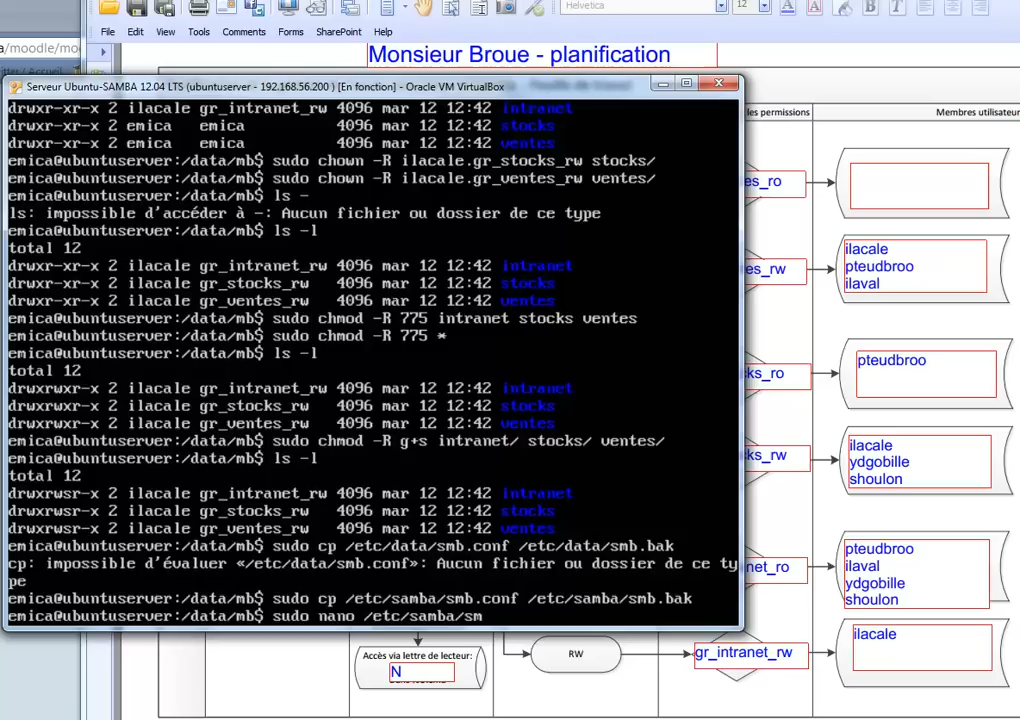 Helvetica
12
File Edit View Tools Comments Forms SharePoint Help
a/moodle/mo
Monsieur Broue - planification
Serveur Ubuntu-SAMBA 12.04 LTS (ubuntuserver - 192.168.56.200 ) [En fonction] - Oracle VM VirtualBox
drwxr-xr-x 2 ilacale gr_intranet_rw 4096 mar 12 12:42 intranet
drwxr-xr-x 2 emica emica 4096 mar 12 12:42 stocks
drwxr-xr-x 2 emica emica 4096 mar 12 12:42 ventes
emica@ubuntuserver:/data/mb$ sudo chown -R ilacale.gr_stocks_rw stocks/
emica@ubuntuserver:/data/mb$ sudo chown -R ilacale.gr_ventes_rw ventes/
emica@ubuntuserver:/data/mb$ ls -
ls: impossible d'accéder à -: Aucun fichier ou dossier de ce type
emica@ubuntuserver:/data/mb$ ls -l
total 12
drwxr-xr-x 2 ilacale gr_intranet_rw 4096 mar 12 12:42 intranet
drwxr-xr-x 2 ilacale gr_stocks_rw 4096 mar 12 12:42 stocks
drwxr-xr-x 2 ilacale gr_ventes_rw 4096 mar 12 12:42 ventes
emica@ubuntuserver:/data/mb$ sudo chmod -R 775 intranet stocks ventes
emica@ubuntuserver:/data/mb$ sudo chmod -R 775 *
emica@ubuntuserver:/data/mb$ ls -l
total 12
drwxrwxr-x 2 ilacale gr_intranet_rw 4096 mar 12 12:42 intranet
drwxrwxr-x 2 ilacale gr_stocks_rw 4096 mar 12 12:42 stocks
drwxrwxr-x 2 ilacale gr_ventes_rw 4096 mar 12 12:42 ventes
emica@ubuntuserver:/data/mb$ sudo chmod -R g+s intranet/ stocks/ ventes/
emica@ubuntuserver:/data/mb$ ls -l
total 12
drwxrwsr-x 2 ilacale gr_intranet_rw 4096 mar 12 12:42 intranet
drwxrwsr-x 2 ilacale gr_stocks_rw 4096 mar 12 12:42 stocks
drwxrwsr-x 2 ilacale gr_ventes_rw 4096 mar 12 12:42 ventes
emica@ubuntuserver:/data/mb$ sudo cp /etc/data/smb.conf /etc/data/smb.bak
cp: impossible d'évaluer «/etc/data/smb.conf»: Aucun fichier ou dossier de ce ty
pe
emica@ubuntuserver:/data/mb$ sudo cp /etc/samba/smb.conf /etc/samba/smb.bak
emica@ubuntuserver:/data/mb$ sudo nano /etc/samba/sm
les permissions
Membres utilisateur
es_ro
es_rw
ilacale
pteudbroo
ilaval
ks_ro
pteudbroo
ks_rw
ilacale
ydgobille
shoulon
net_ro
pteudbroo
ilaval
ydgobille
shoulon
Accès via lettre de lecteur:
N
RW
gr_intranet_rw
ilacale